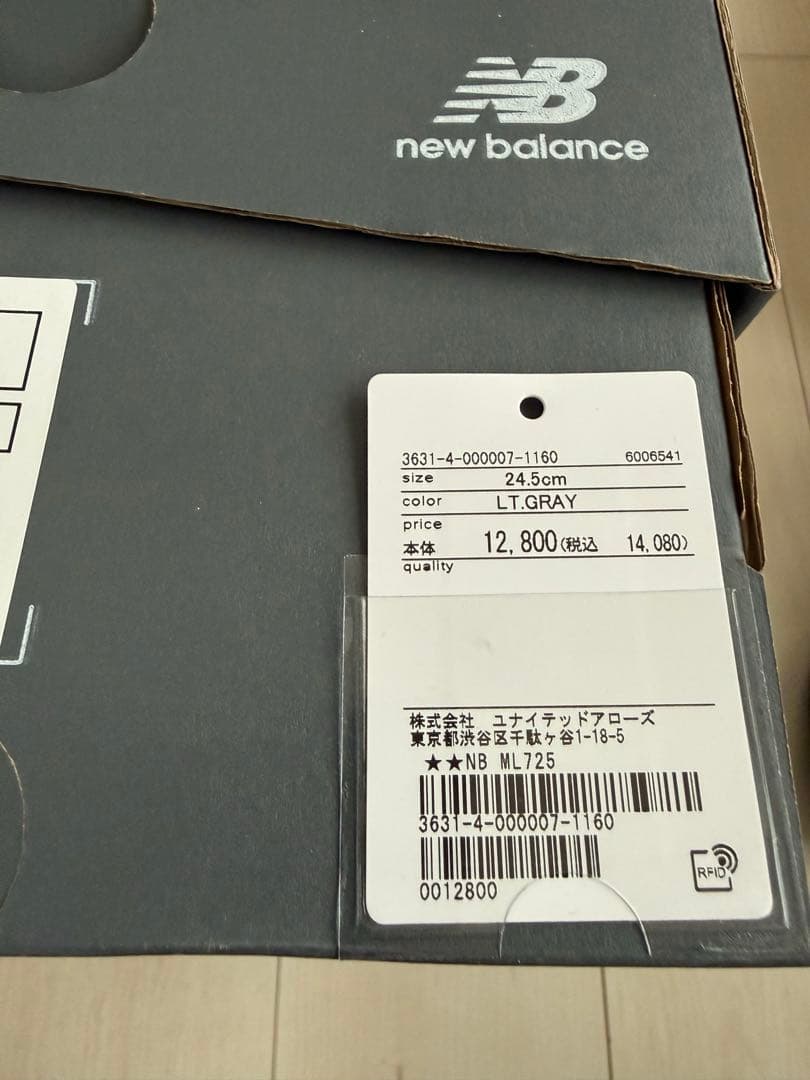 NB
new balance
3631-4-000007-1160 6006541
size 24.5cm
color LT.GRAY
price
本体 12,800(税込 14,080)
quality
株式会社 ユナイテッドアローズ
東京都渋谷区千駄ヶ谷1-18-5
★★NB ML725
3631-4-000007-1160
0012800
RFID